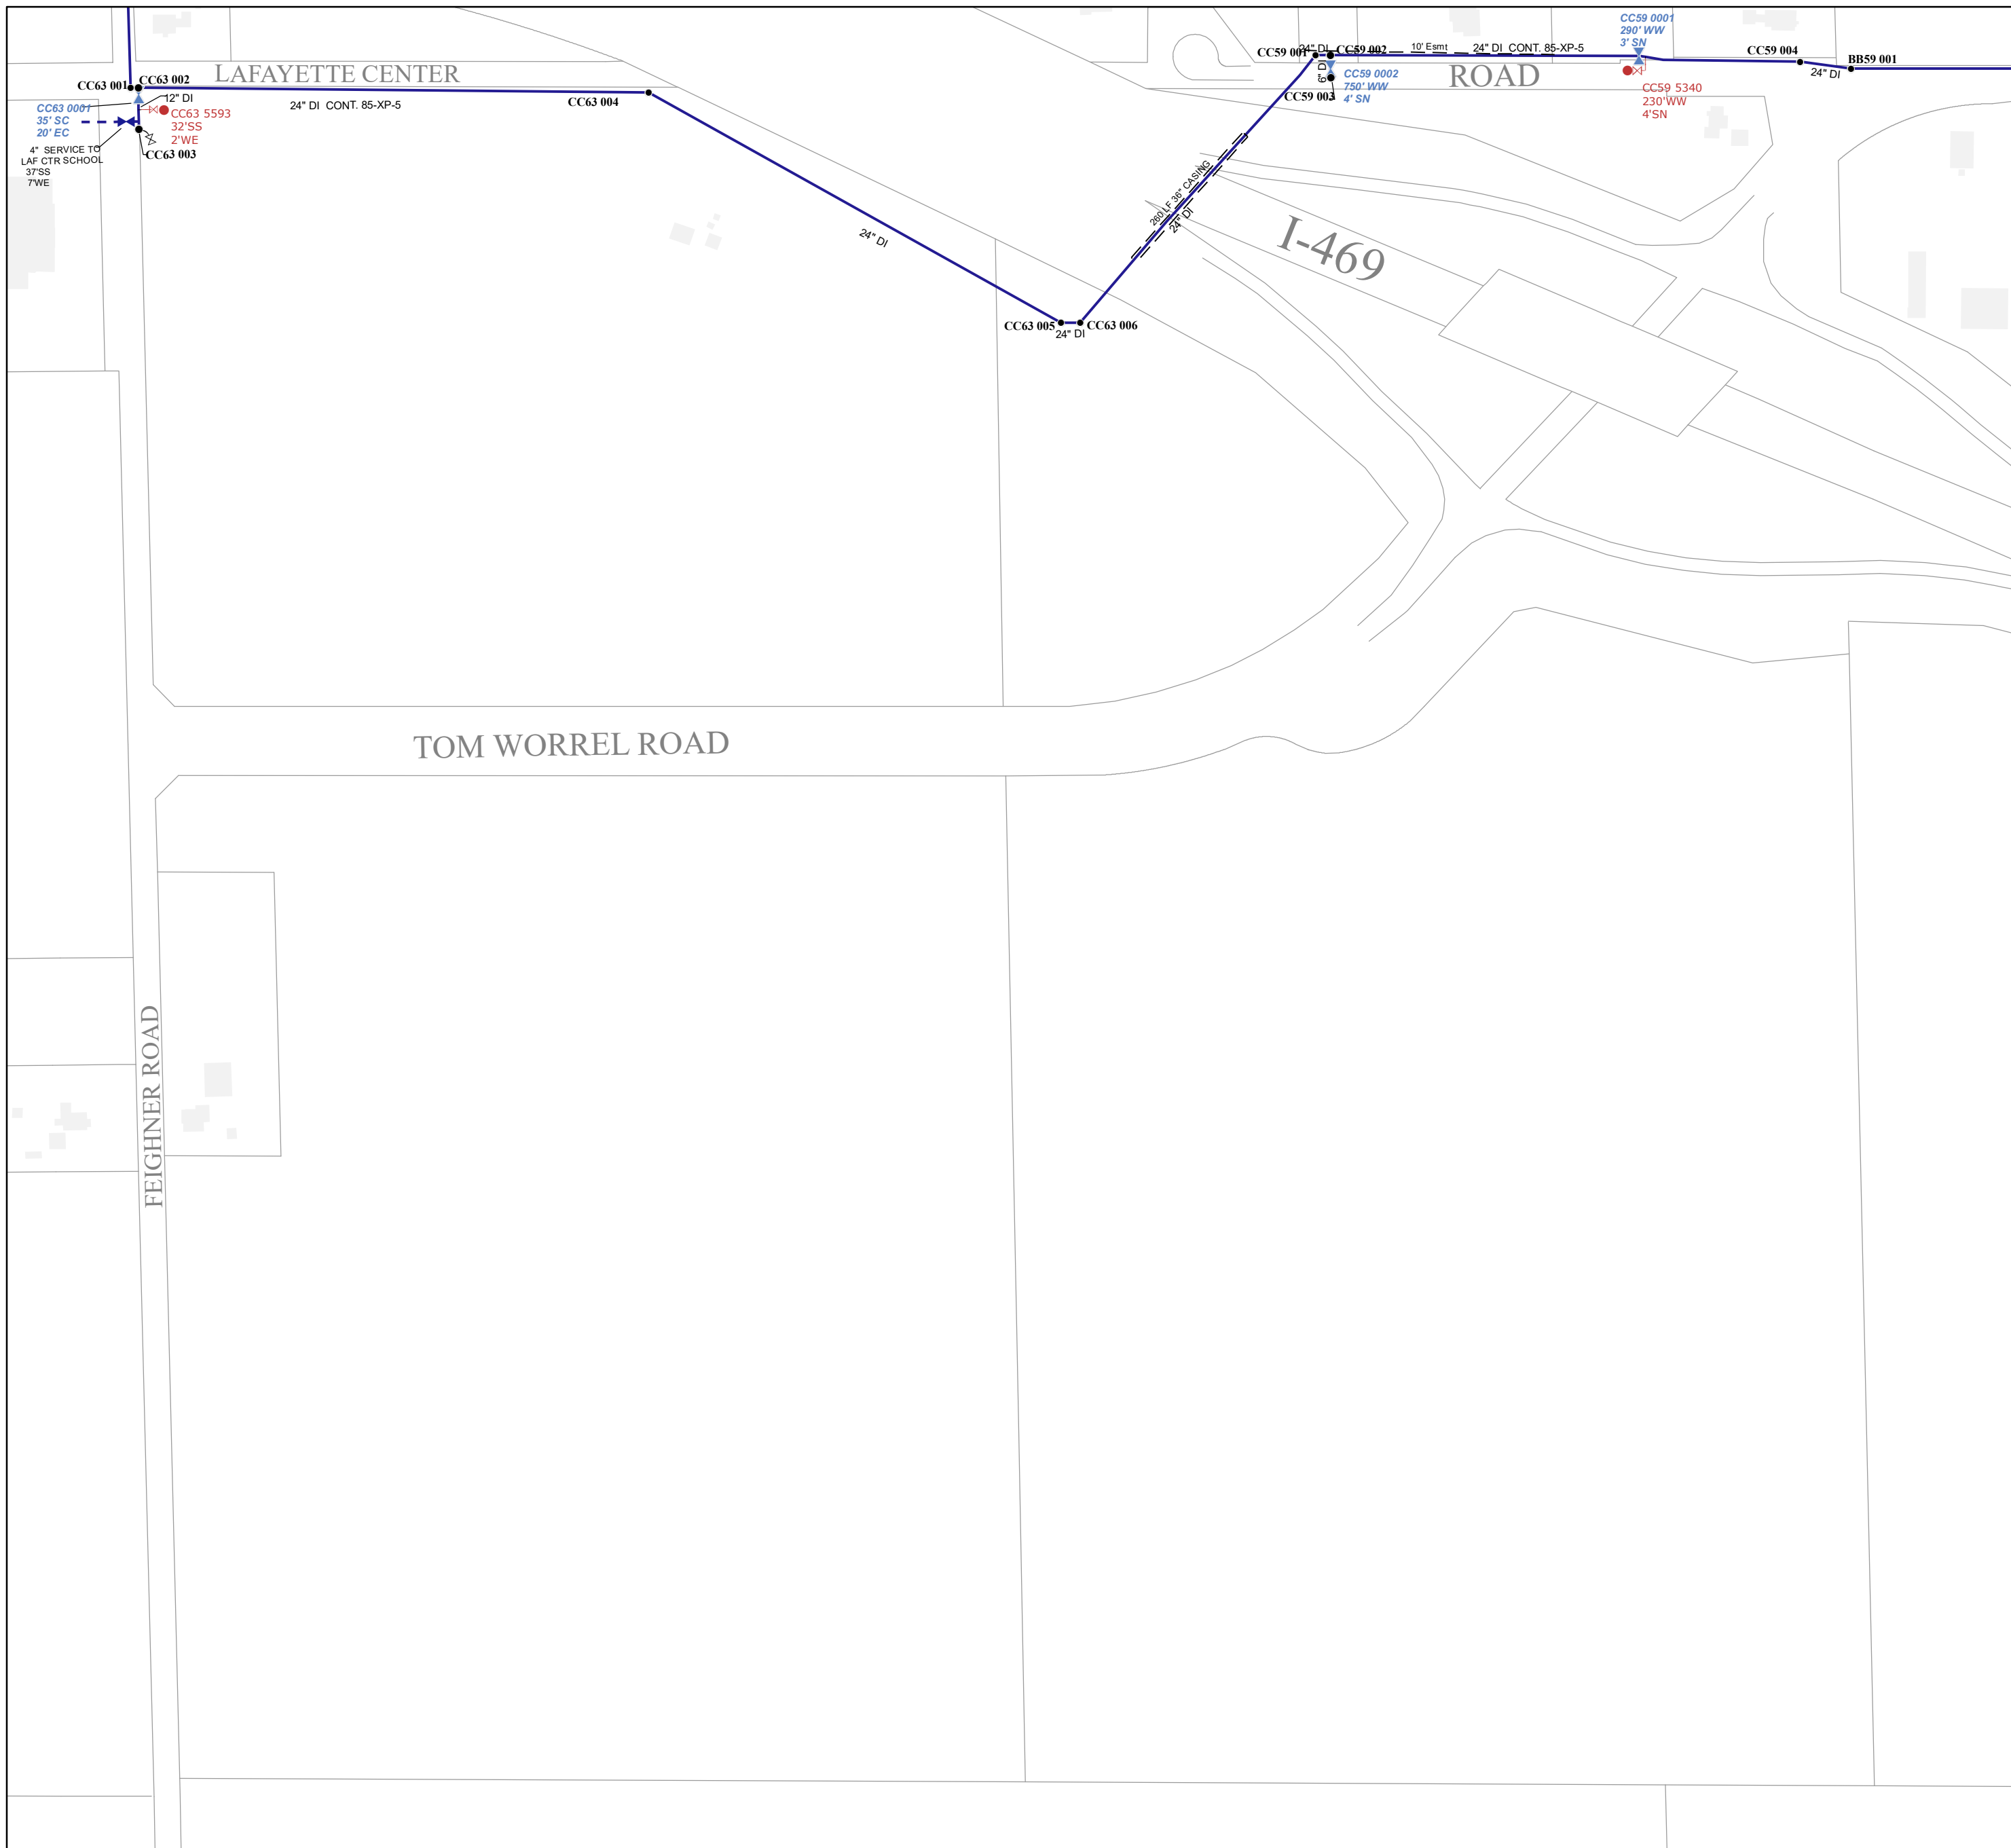 CC59 0001
290' WW
3' SN
CC59 001
24" DI
CC59 002
10' Esmt
24" DI CONT. 85-XP-5
CC59 004
BB59 001
24" DI
LAFAYETTE CENTER
ROAD
CC63 001
CC63 002
12" DI
24" DI CONT. 85-XP-5
CC63 004
6" DI
CC59 0002
750' WW
4' SN
CC59 003
CC59 5340
230'WW
4'SN
CC63 0001
35' SC
20' EC
CC63 5593
32'SS
2'WE
4" SERVICE TO
LAF CTR SCHOOL
37'SS
7'WE
CC63 003
260 LF 36" CASING
24" DI
24" DI
I-469
CC63 005
CC63 006
24" DI
TOM WORREL ROAD
FEIGHNER ROAD